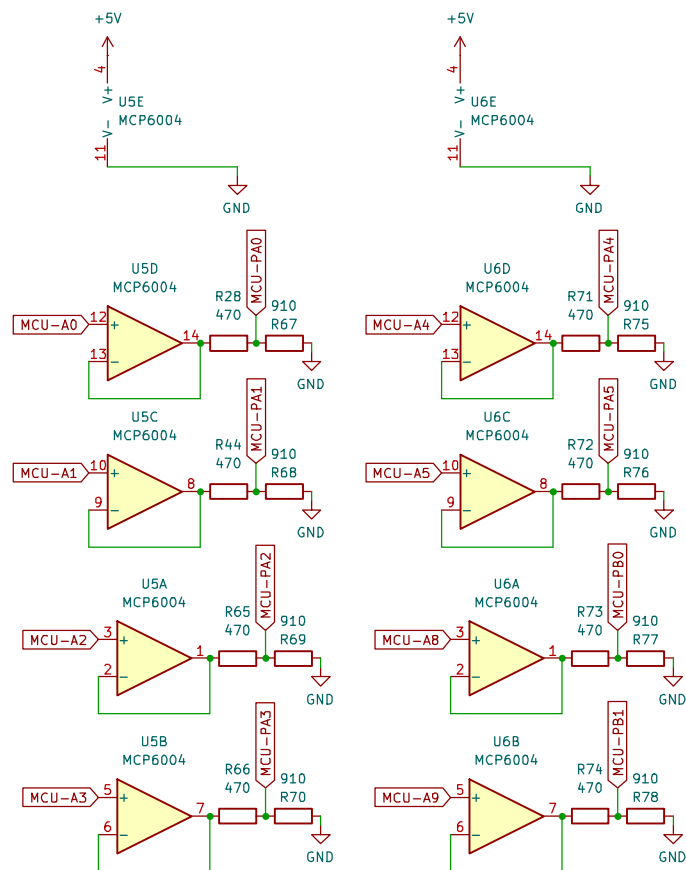 +5V
4
V+
U5E
MCP6004
V-
11
GND
+5V
4
V+
U6E
MCP6004
V-
11
GND
U5D
MCP6004
MCU-A0
12
+
13
−
14
R28
470
MCU-PA0
910
R67
GND
U6D
MCP6004
MCU-A4
12
+
13
−
14
R71
470
MCU-PA4
910
R75
GND
U5C
MCP6004
MCU-A1
10
+
9
−
8
R44
470
MCU-PA1
910
R68
GND
U6C
MCP6004
MCU-A5
10
+
9
−
8
R72
470
MCU-PA5
910
R76
GND
U5A
MCP6004
MCU-A2
3
+
2
−
1
R65
470
MCU-PA2
910
R69
GND
U6A
MCP6004
MCU-A8
3
+
2
−
1
R73
470
MCU-PB0
910
R77
GND
U5B
MCP6004
MCU-A3
5
+
6
−
7
R66
470
MCU-PA3
910
R70
GND
U6B
MCP6004
MCU-A9
5
+
6
−
7
R74
470
MCU-PB1
910
R78
GND